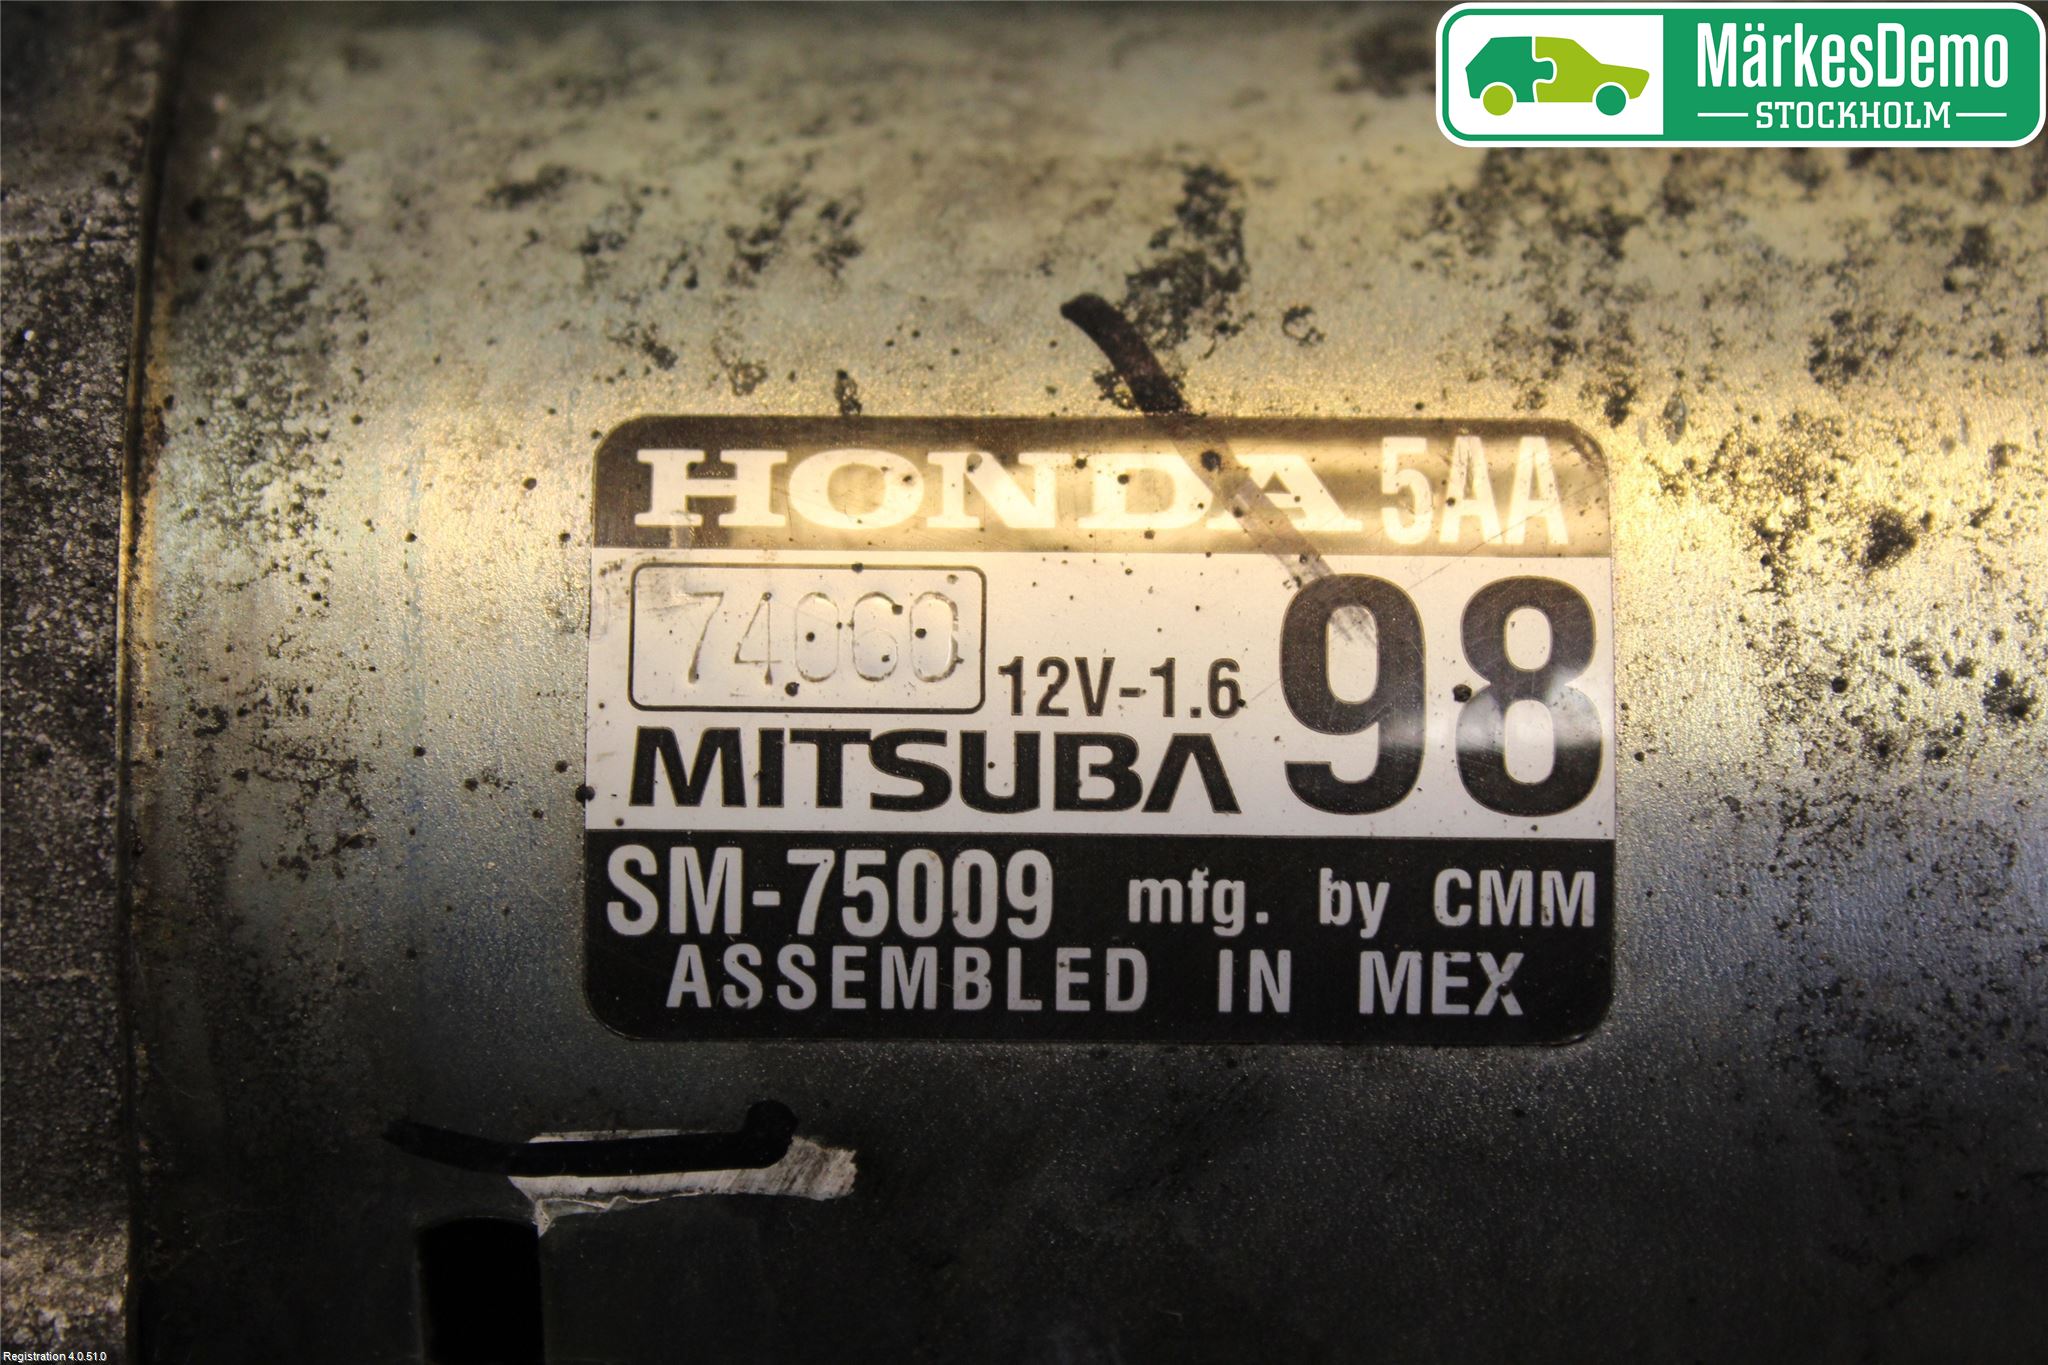 MärkesDemo
STOCKHOLM
HONDA 5AA
74060
12V-1.6
98
MITSUBA
SM-75009 mfg. by CMM
ASSEMBLED IN MEX
Registration 4.0.51.0